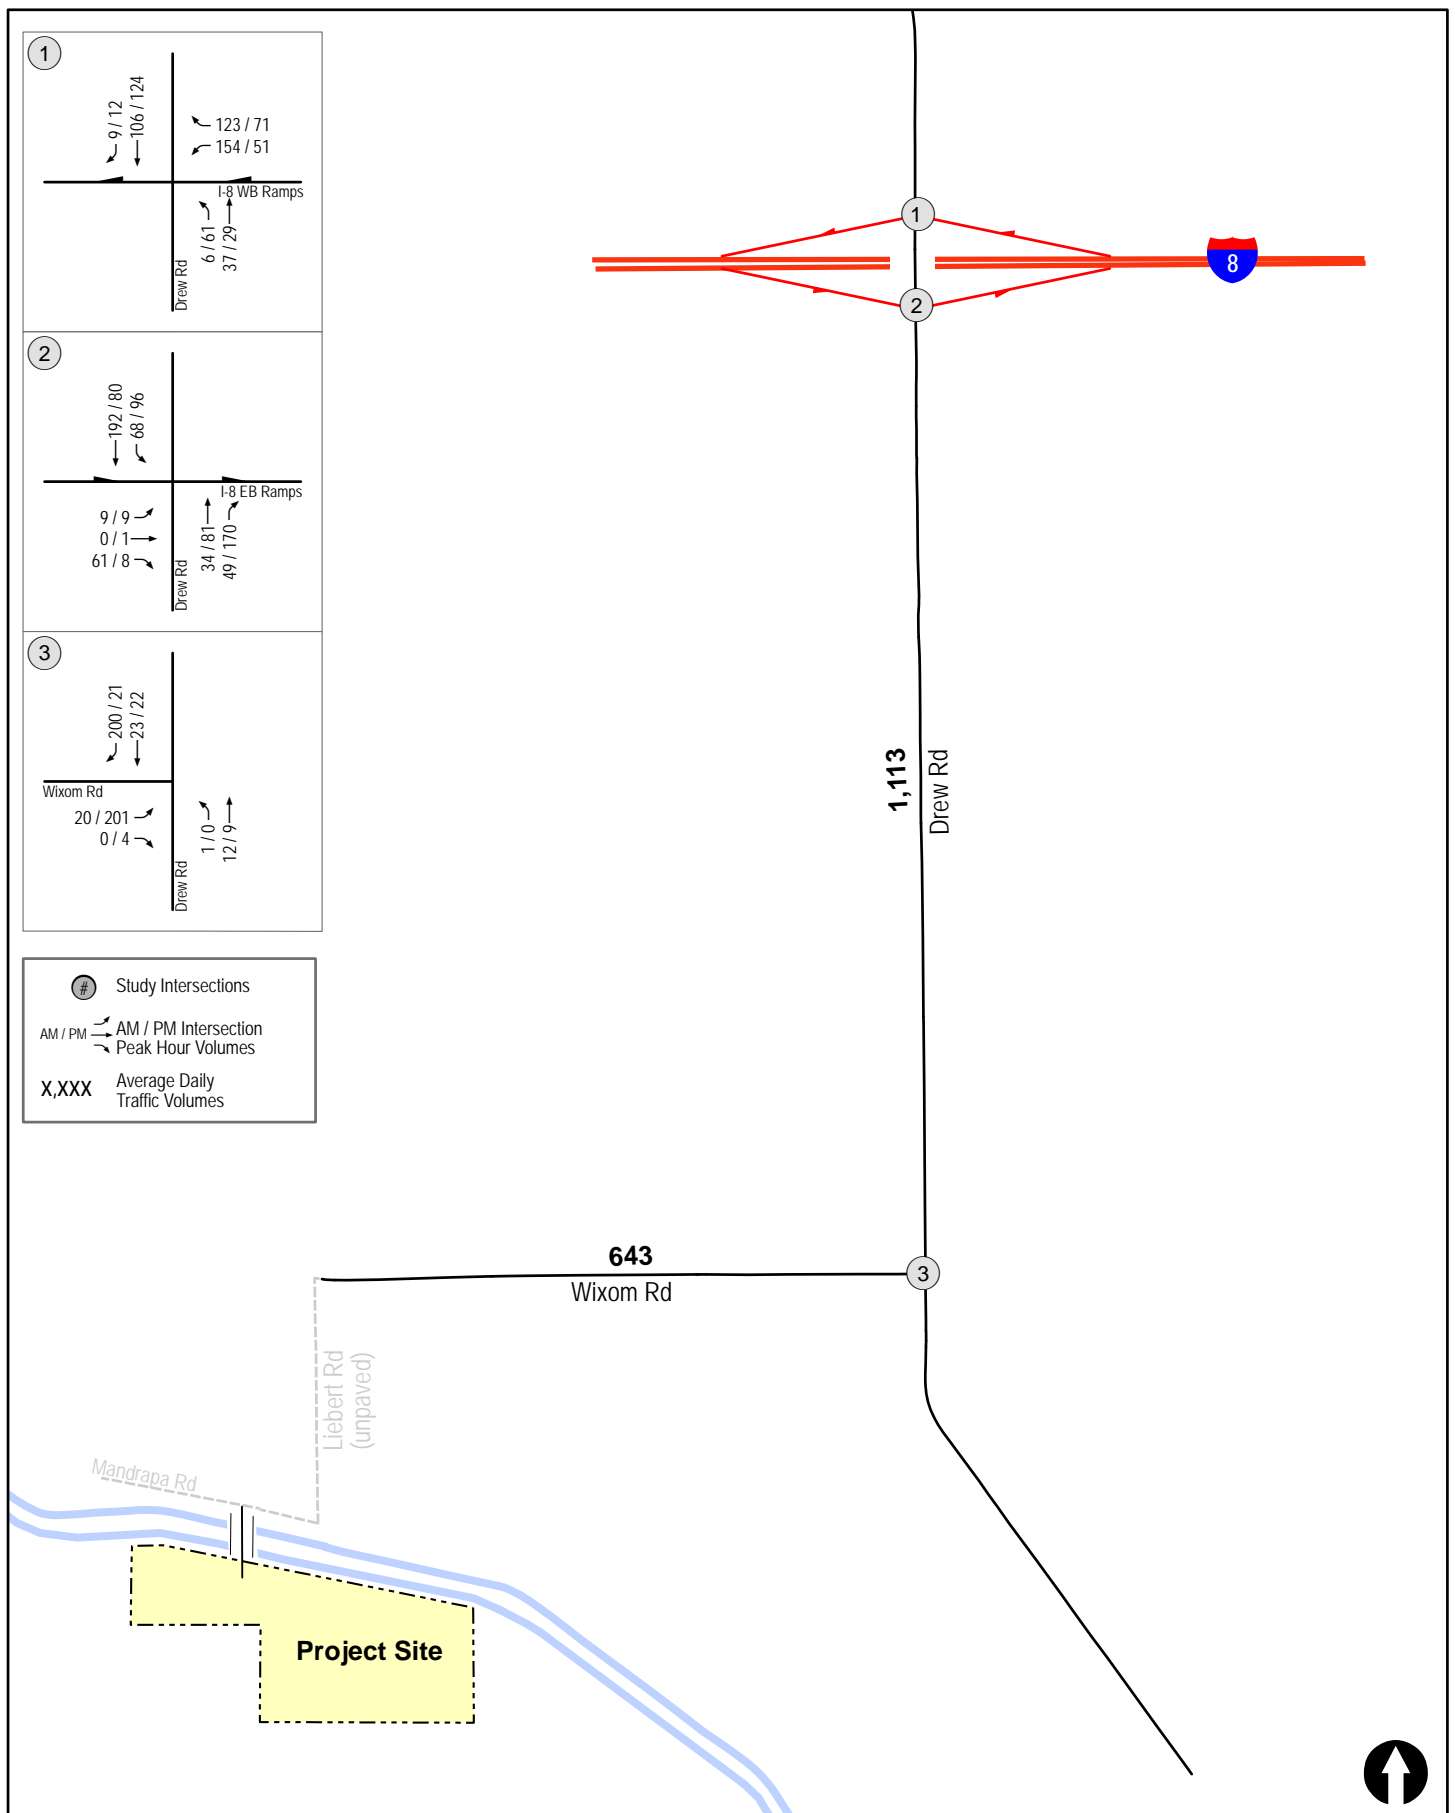 1
9 / 12
106 / 124
123 / 71
154 / 51
I-8 WB Ramps
6 / 61
37 / 29
Drew Rd
2
192 / 80
68 / 96
I-8 EB Ramps
9 / 9
0 / 1
61 / 8
34 / 81
49 / 170
Drew Rd
3
200 / 21
23 / 22
Wixom Rd
20 / 201
0 / 4
1 / 0
12 / 9
Drew Rd
# Study Intersections
AM / PM AM / PM Intersection
Peak Hour Volumes
X,XXX Average Daily
Traffic Volumes
1
8
2
1,113
Drew Rd
643
Wixom Rd
3
Liebert Rd
(unpaved)
Mandrapa Rd
Project Site